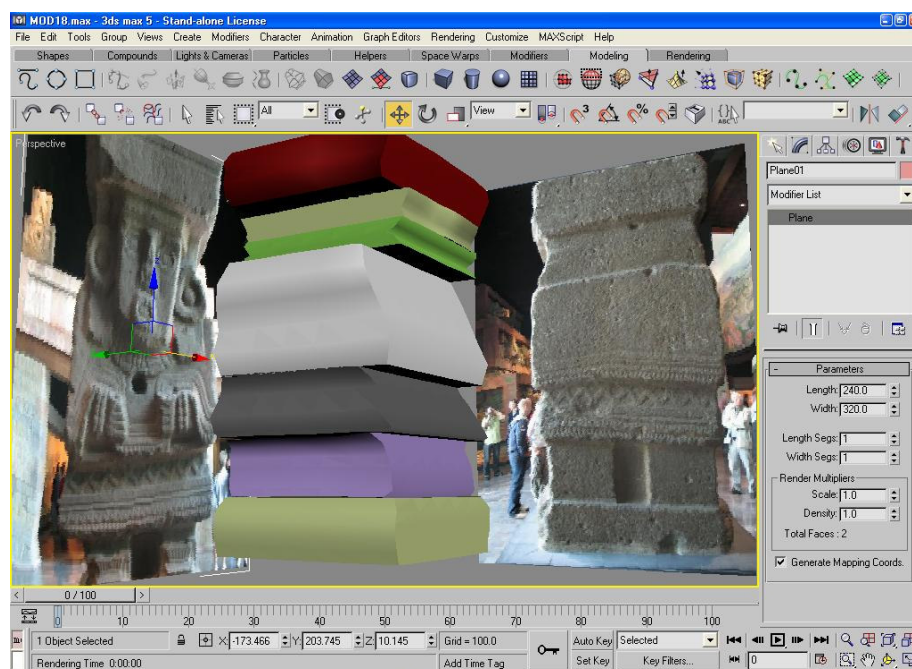 MOD18.max - 3ds max 5 - Stand-alone License
File Edit Tools Group Views Create Modifiers Character Animation Graph Editors Rendering Customize MAXScript Help
Shapes Compounds Lights & Cameras Particles Helpers Space Warps Modifiers Modeling Rendering
All View 3 % ABC
Perspective
Plane01
Modifier List
Plane
- Parameters
Length: 240.0
Width: 320.0
Length Segs: 1
Width Segs: 1
Render Multipliers
Scale: 1.0
Density: 1.0
Total Faces : 2
Generate Mapping Coords.
z
< 0 / 100 >
0 10 20 30 40 50 60 70 80 90 100
1 Object Selected X: -173.466 Y: 203.745 Z: 10.145 Grid = 100.0 Auto Key Selected
Rendering Time 0:00:00 Add Time Tag Set Key Key Filters... 0